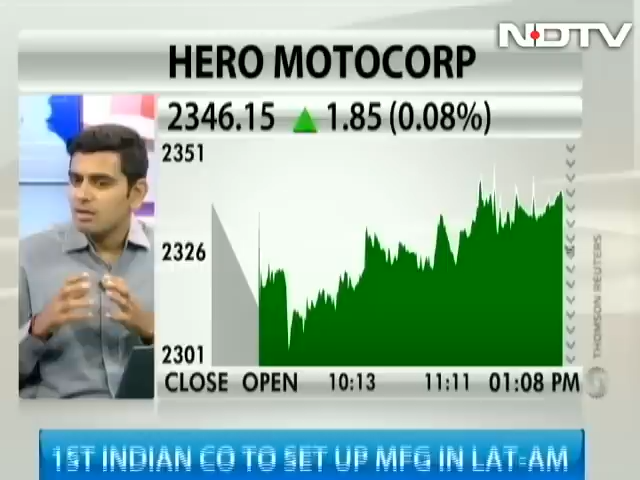 NDTV
HERO MOTOCORP
2346.15 ▲ 1.85 (0.08%)
2351
2326
2301
CLOSE OPEN 10:13 11:11 01:08 PM
THOMSON REUTERS
1ST INDIAN CO TO SET UP MFG IN LAT-AM